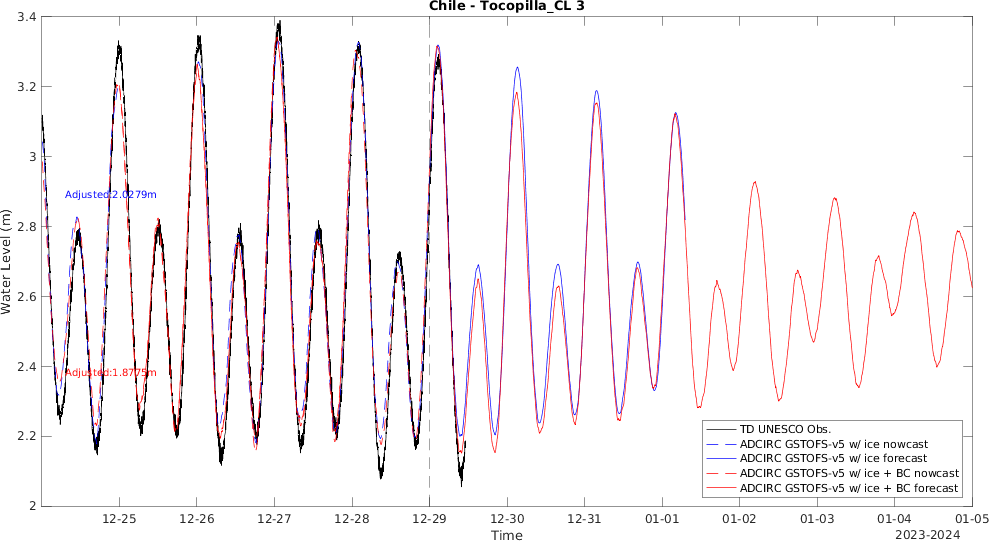 Chile - Tocopilla_CL 3
3.4
3.2
3
2.8
2.6
2.4
2.2
2
Water Level (m)
Adjusted:2.0279m
Adjusted:1.8775m
TD UNESCO Obs.
ADCIRC GSTOFS-v5 w/ ice nowcast
ADCIRC GSTOFS-v5 w/ ice forecast
ADCIRC GSTOFS-v5 w/ ice + BC nowcast
ADCIRC GSTOFS-v5 w/ ice + BC forecast
12-25 12-26 12-27 12-28 12-29 12-30 12-31 01-01 01-02 01-03 01-04 01-05
Time
2023-2024